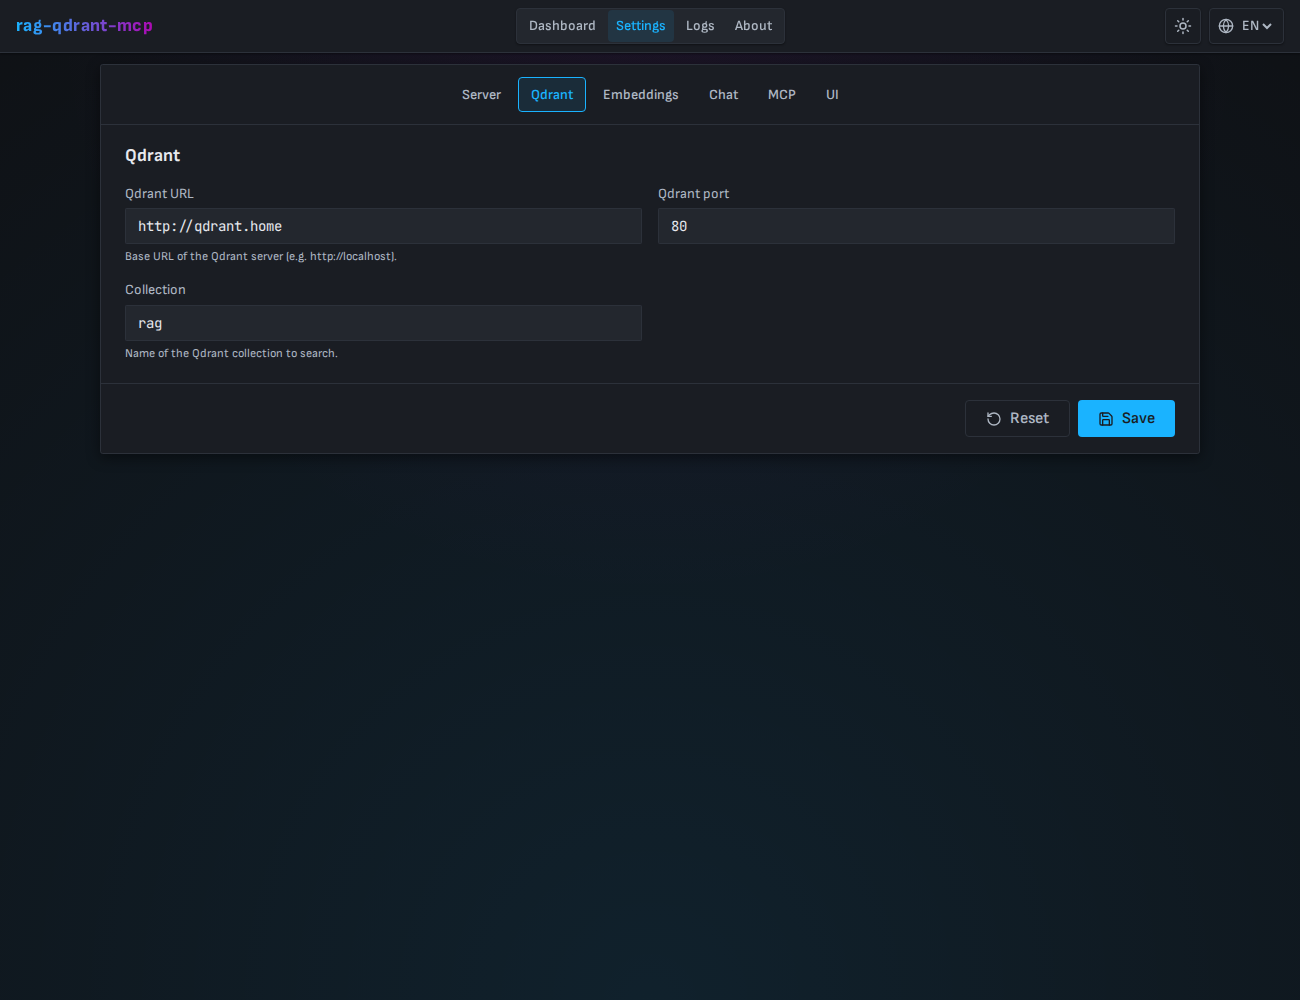 rag-qdrant-mcp
Dashboard Settings Logs About
EN
Server Qdrant Embeddings Chat MCP UI
Qdrant
Qdrant URL
http://qdrant.home
Base URL of the Qdrant server (e.g. http://localhost).
Qdrant port
80
Collection
rag
Name of the Qdrant collection to search.
Reset Save